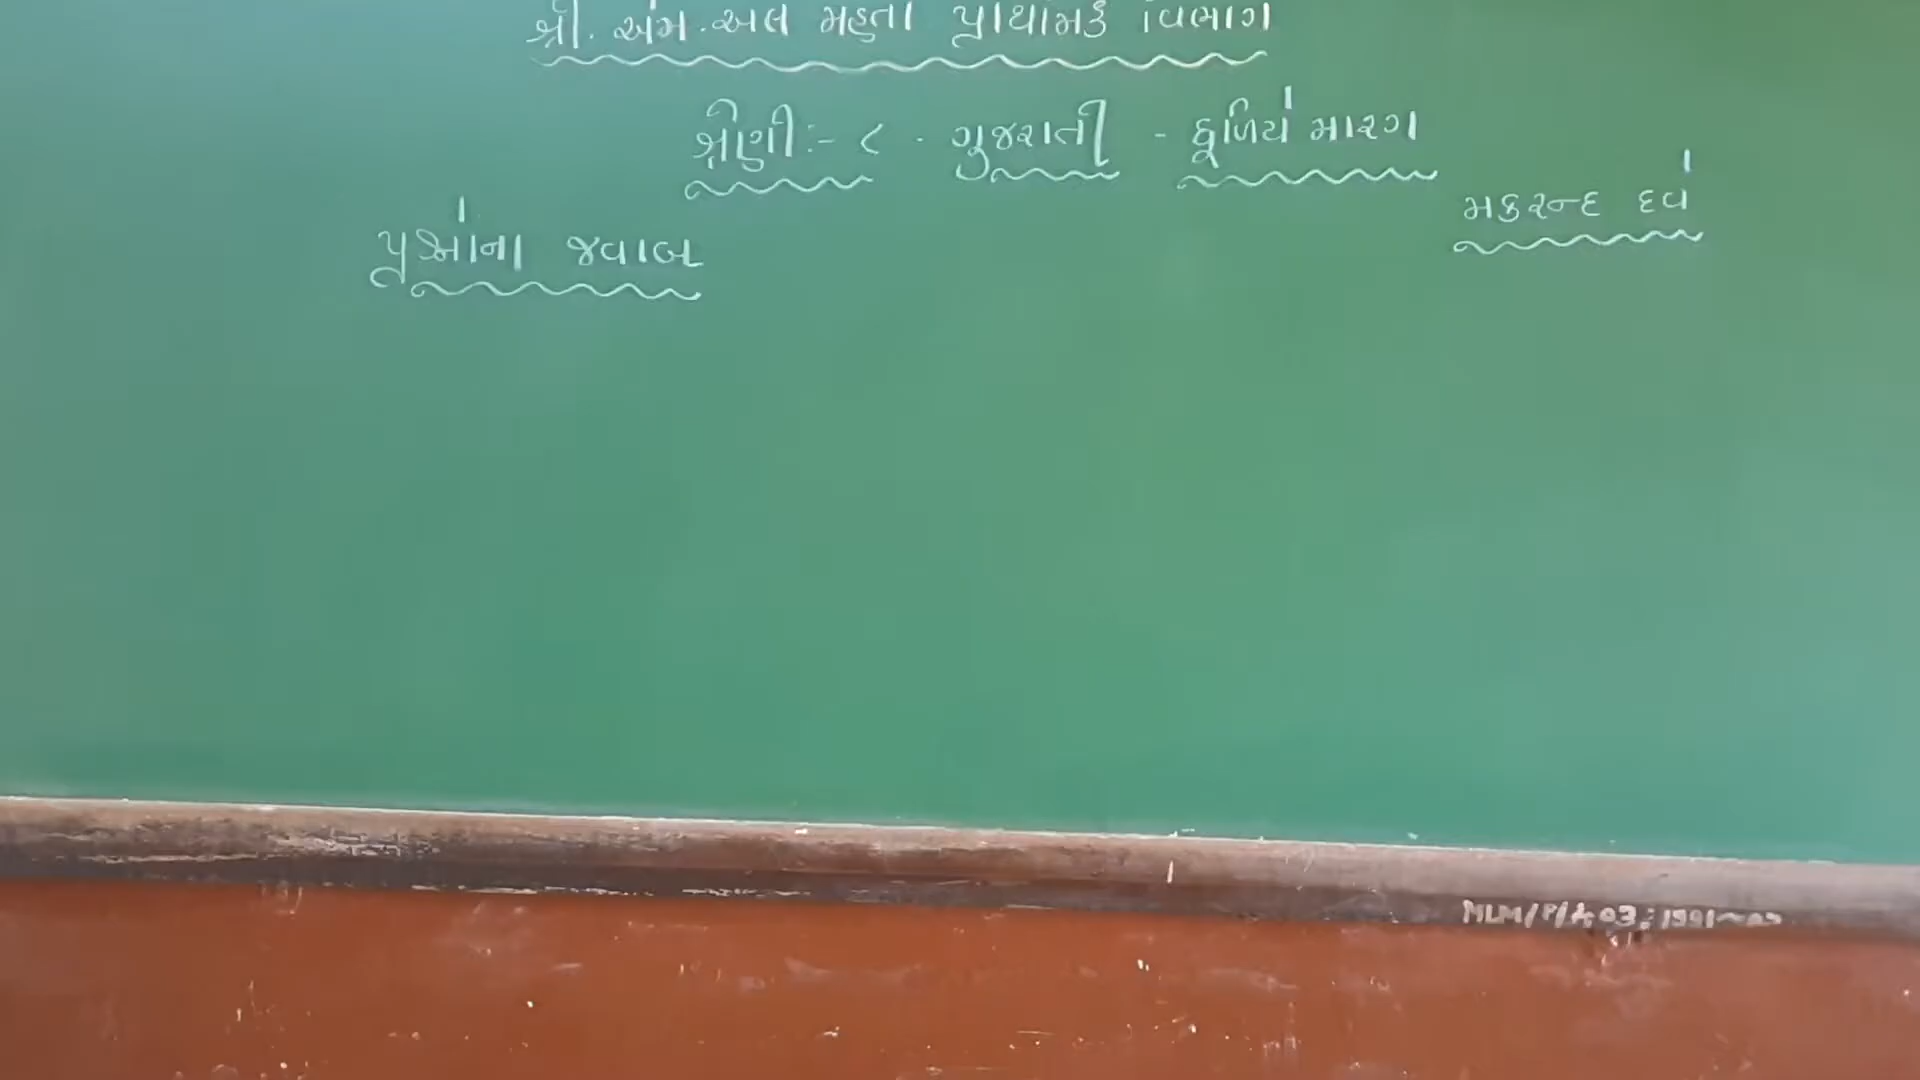 શ્રી. એમ.એલ મહેતા પ્રાથમિક વિભાગ
શ્રેણી:- ૮ - ગુજરાતી - ધૂળિયે મારગ
મકરન્દ દવે
પ્રશ્નોના જવાબ